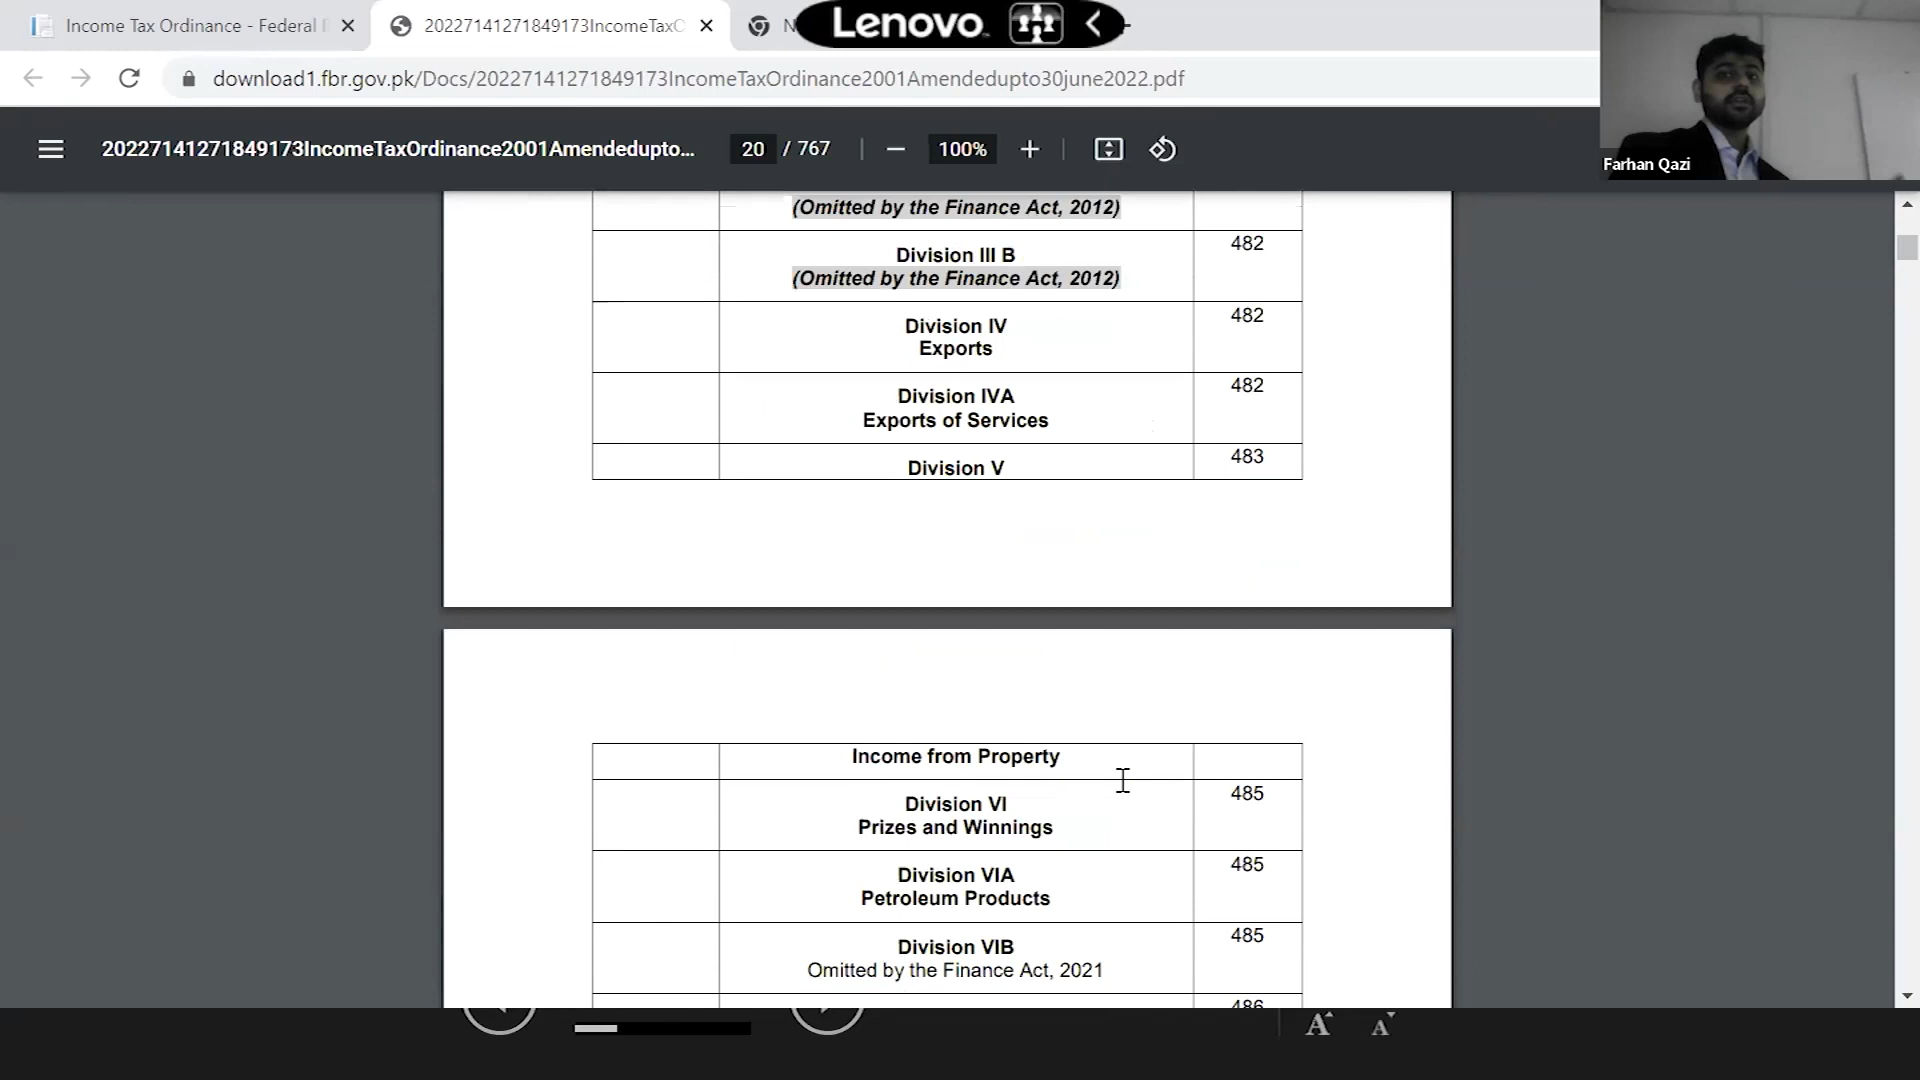 Income Tax Ordinance - Federal
20227141271849173IncomeTaxO
N
Lenovo
download1.fbr.gov.pk/Docs/20227141271849173IncomeTaxOrdinance2001Amendedupto30june2022.pdf
Farhan Qazi
20227141271849173IncomeTaxOrdinance2001Amendedupto...
20 / 767
100%
(Omitted by the Finance Act, 2012)
Division III B 482
(Omitted by the Finance Act, 2012)
Division IV 482
Exports
Division IVA 482
Exports of Services
Division V 483
Income from Property
Division VI 485
Prizes and Winnings
Division VIA 485
Petroleum Products
Division VIB 485
Omitted by the Finance Act, 2021
486
A A